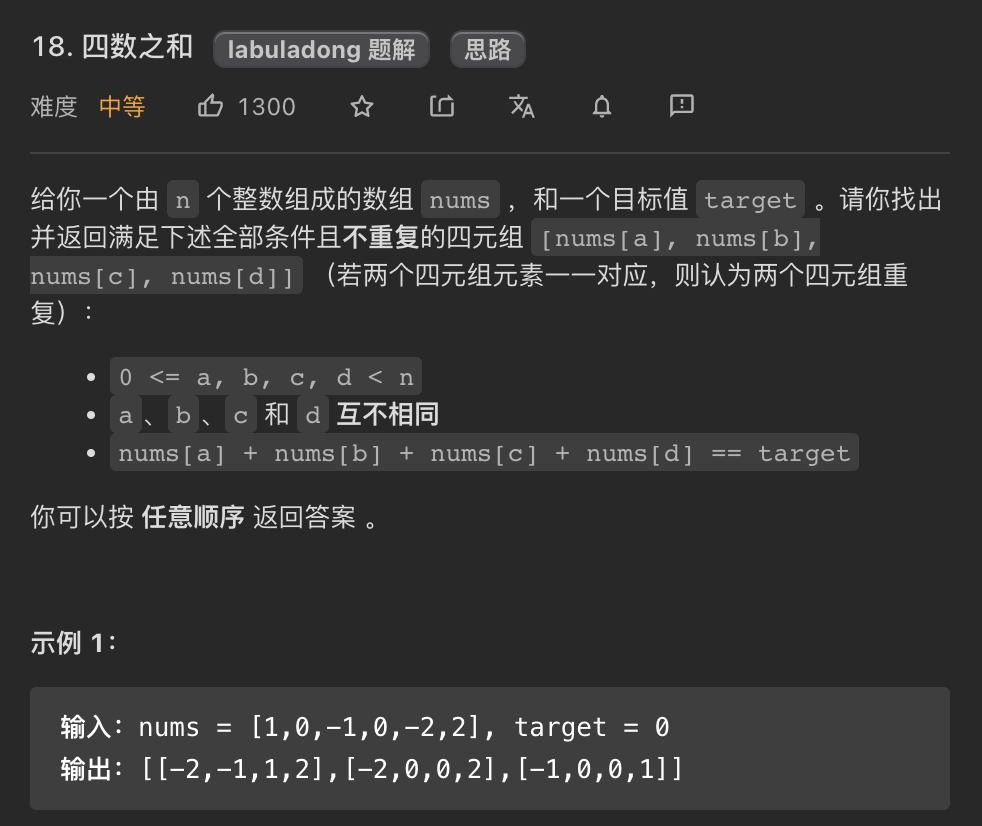 18. 四数之和 labuladong 题解 思路
难度 中等 1300
给你一个由 n 个整数组成的数组 nums ，和一个目标值 target 。请你找出
并返回满足下述全部条件且不重复的四元组 [nums[a], nums[b],
nums[c], nums[d]] （若两个四元组元素一一对应，则认为两个四元组重
复）：
• 0 <= a, b, c, d < n
• a、b、c 和 d 互不相同
• nums[a] + nums[b] + nums[c] + nums[d] == target
你可以按 任意顺序 返回答案 。
示例 1：
输入：nums = [1,0,-1,0,-2,2], target = 0
输出：[[-2,-1,1,2],[-2,0,0,2],[-1,0,0,1]]